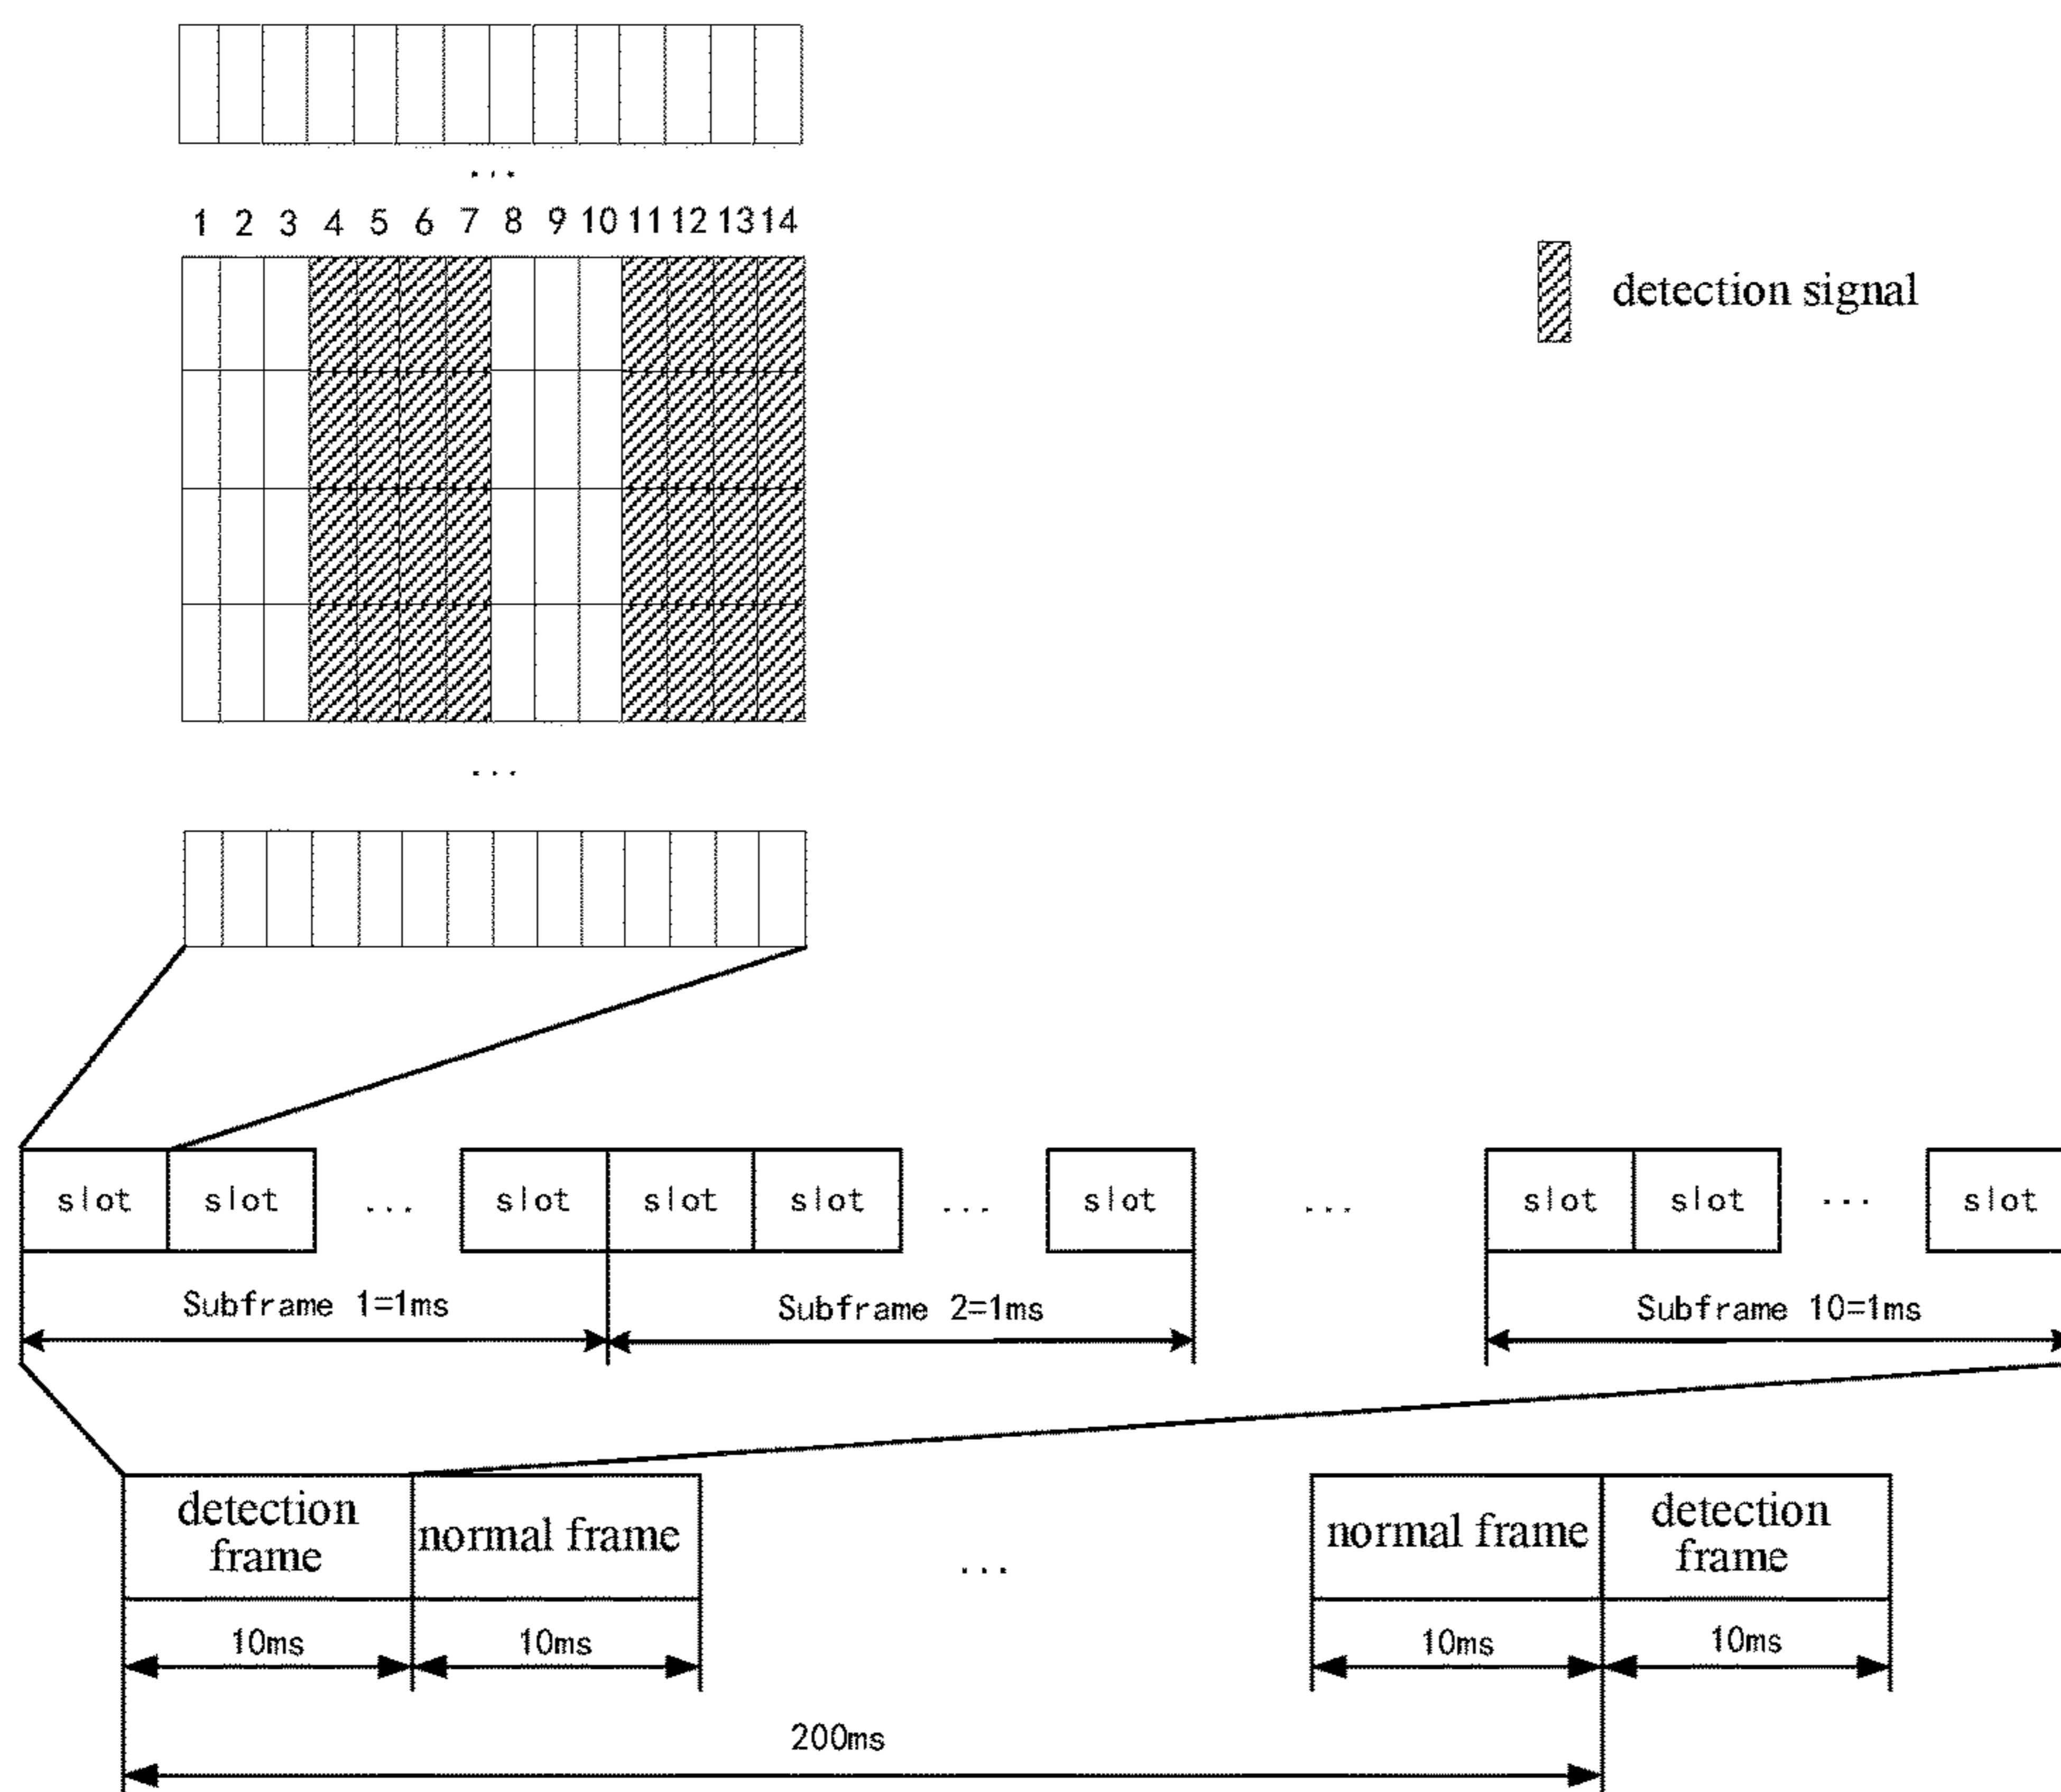 ...
1 2 3 4 5 6 7 8 9 10 11 12 13 14
detection signal
...
slot slot ... slot slot slot ... slot ... slot slot ... slot
Subframe 1=1ms Subframe 2=1ms Subframe 10=1ms
detection
frame
normal frame
...
normal frame
detection
frame
10ms 10ms 10ms 10ms
200ms